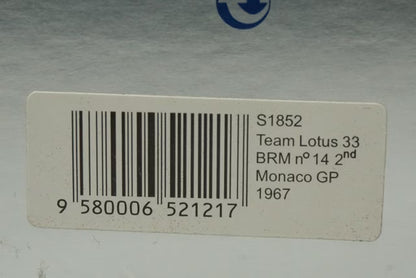 S1852
Team Lotus 33
BRM nº 14 2nd
Monaco GP
1967
9 580006 521217